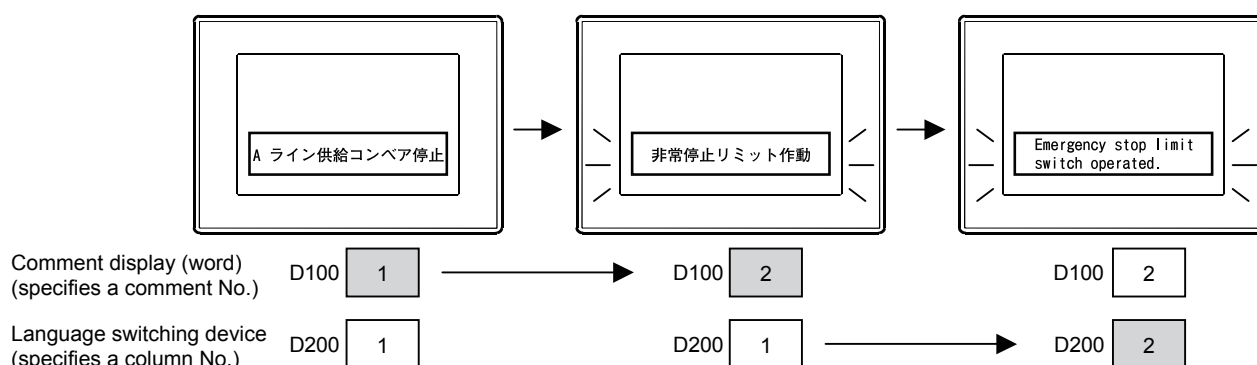 A ライン供給コンベア停止
非常停止リミット作動
Emergency stop limit
switch operated.
Comment display (word)
(specifies a comment No.)
D100 1
D100 2
D100 2
Language switching device
(specifies a column No.)
D200 1
D200 1
D200 2